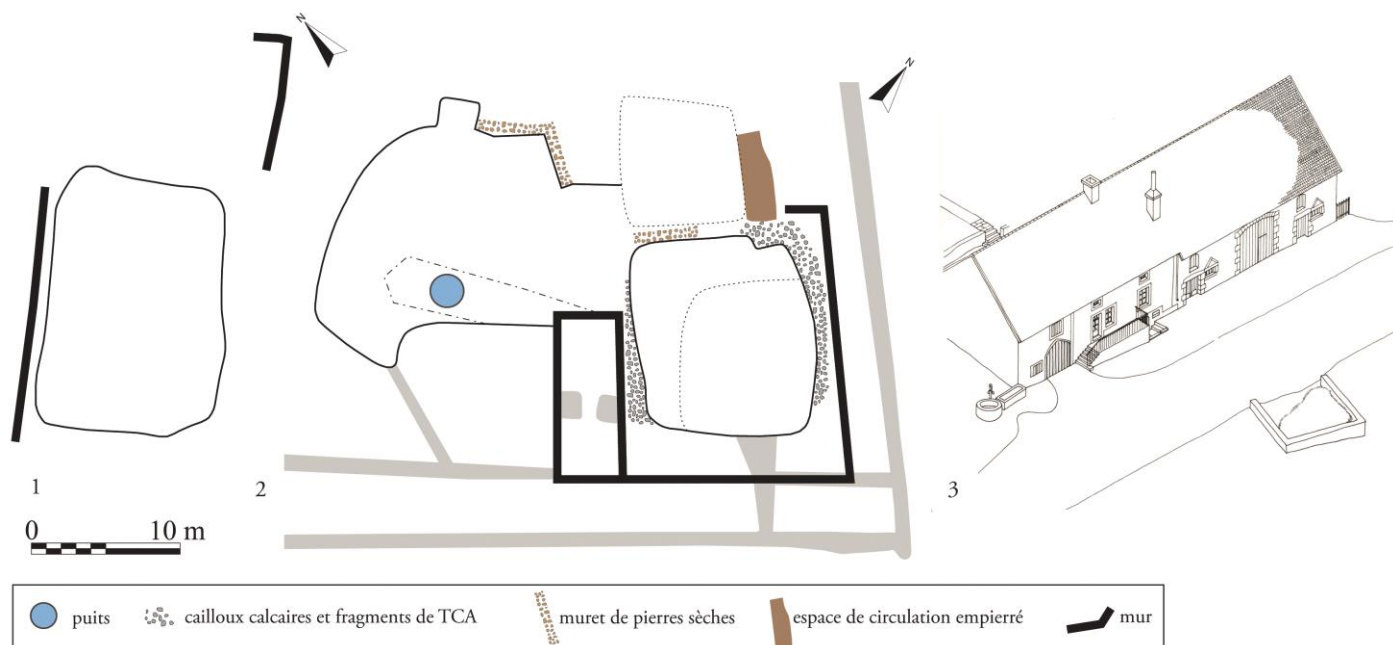 N
N
1
2
3
0 10 m
puits
cailloux calcaires et fragments de TCA
muret de pierres sèches
espace de circulation empierré
mur